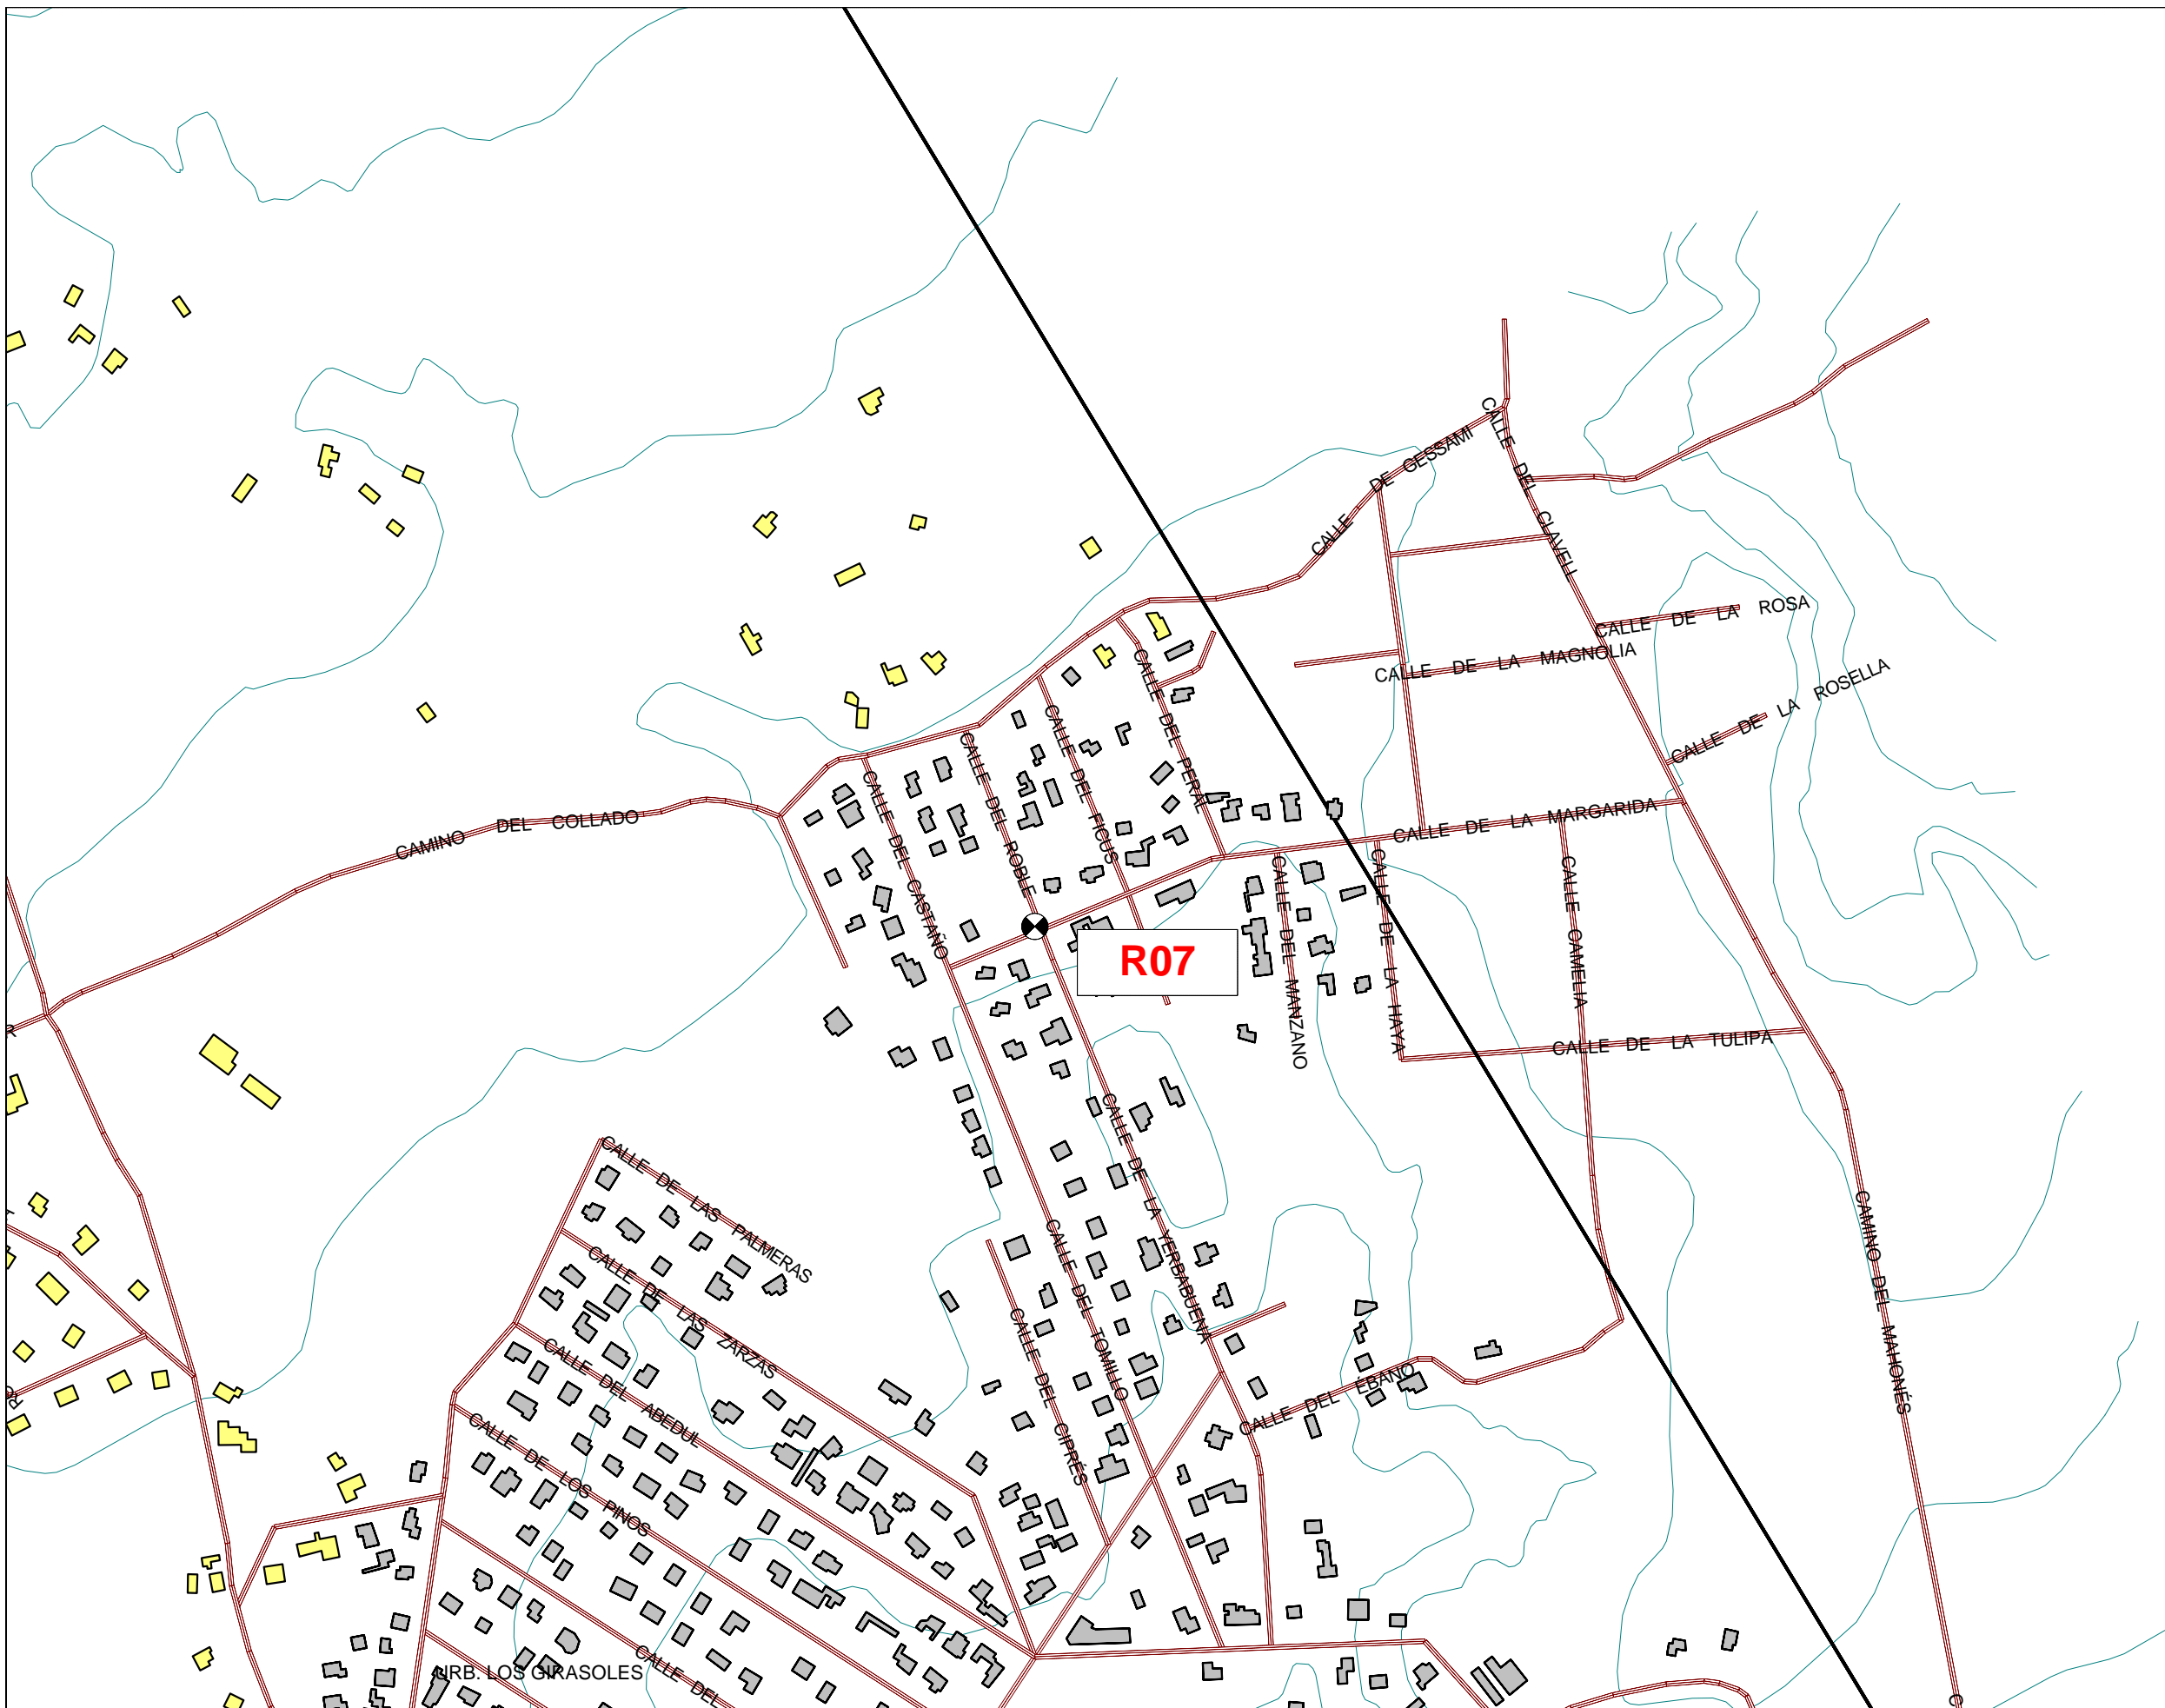 CALLE DE GESSAMI
CALLE DEL CLAVELL
CALLE DE LA ROSA
CALLE DE LA MAGNOLIA
CALLE DE LA ROSELLA
CALLE DEL PERAL
CALLE DEL FICUS
CALLE DEL ROBLE
CALLE DEL CASTAÑO
CAMINO DEL COLLADO
CALLE DE LA MARGARIDA
CALLE DEL MANZANO
CALLE DE LA HAYA
CALLE CAMELIA
R07
CALLE DE LA TULIPA
CALLE DE LA YERBABUENA
CALLE DE LAS PALMERAS
CALLE DE LAS ZARZAS
CALLE DEL TOMILLO
CAMINO DEL MAHONÉS
CALLE DEL CIPRÉS
CALLE DEL ÉBANO
CALLE DEL ABEDUL
CALLE DE LOS PINOS
URB. LOS GIRASOLES
CALLE DEL